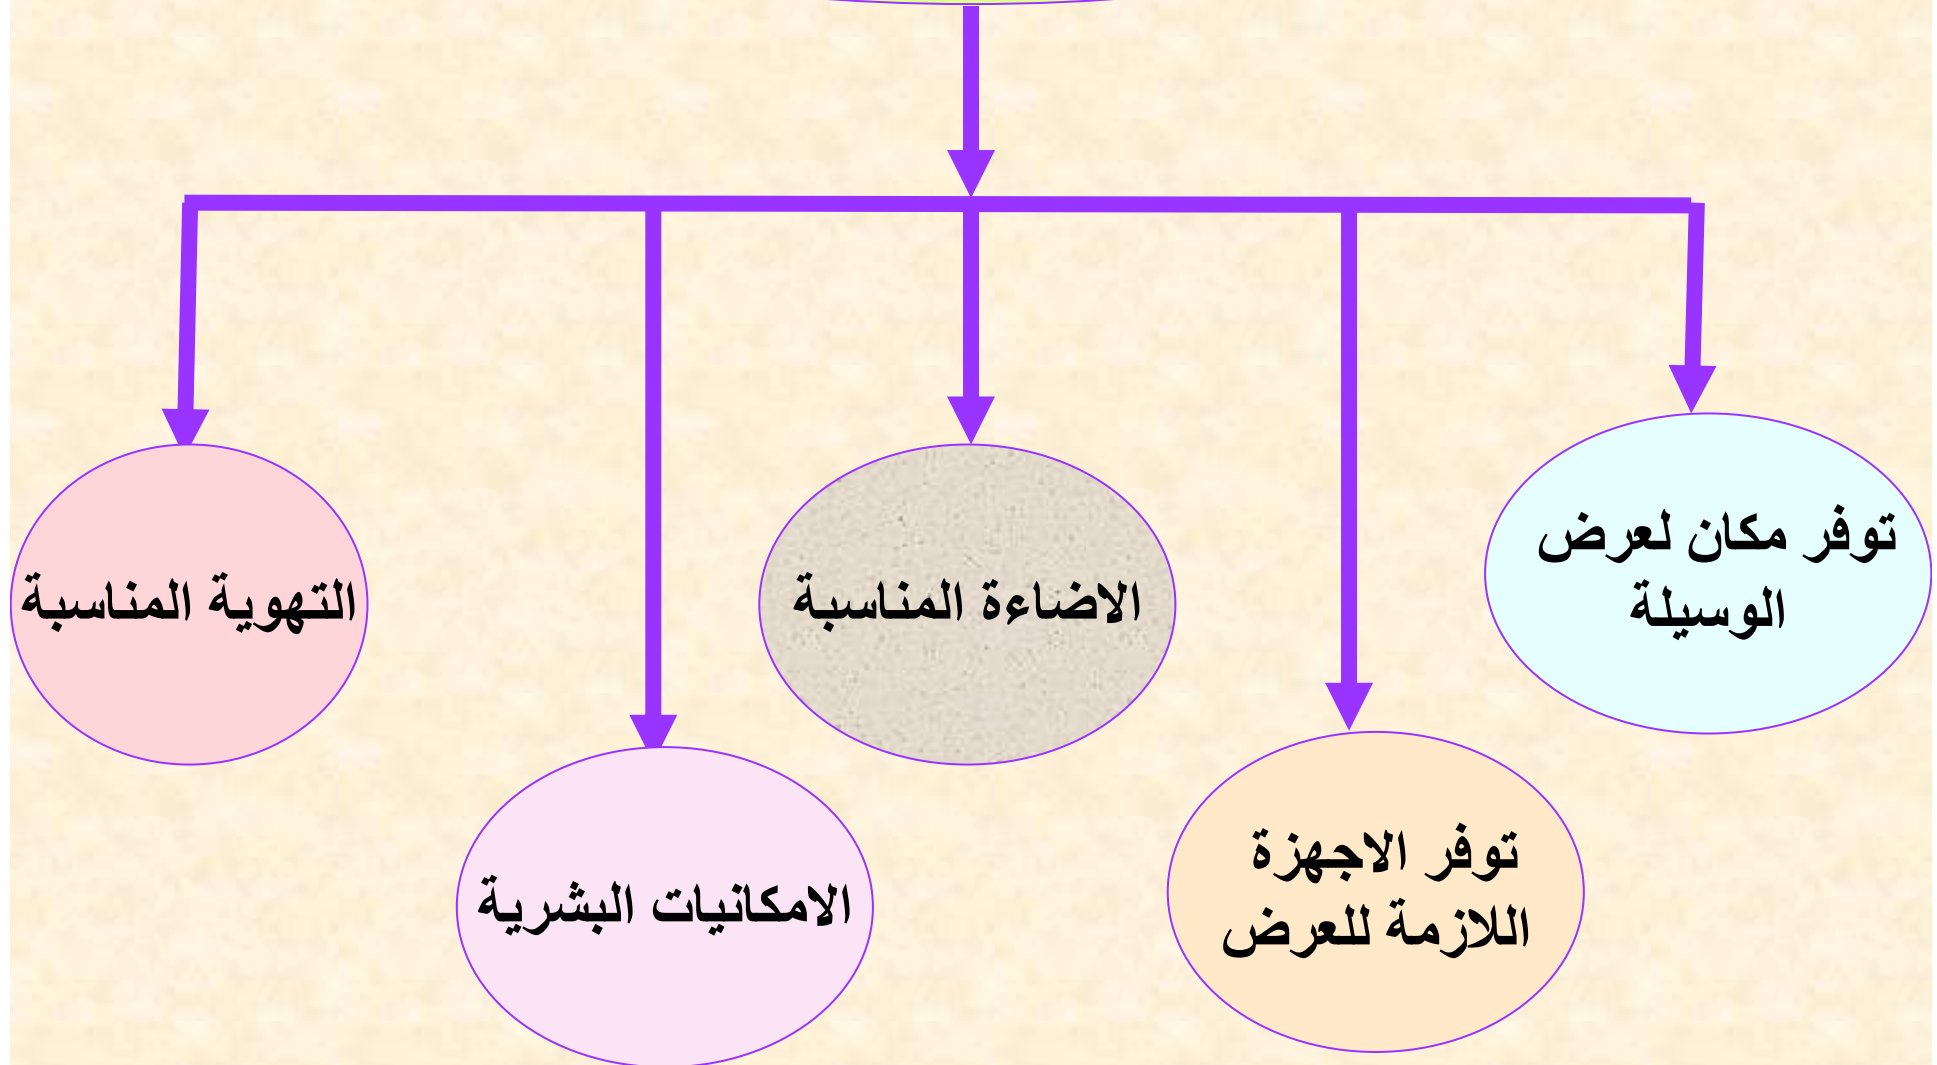 توفر مكان لعرض
الوسيلة
توفر الاجهزة
اللازمة للعرض
الاضاءة المناسبة
الامكانيات البشرية
التهوية المناسبة